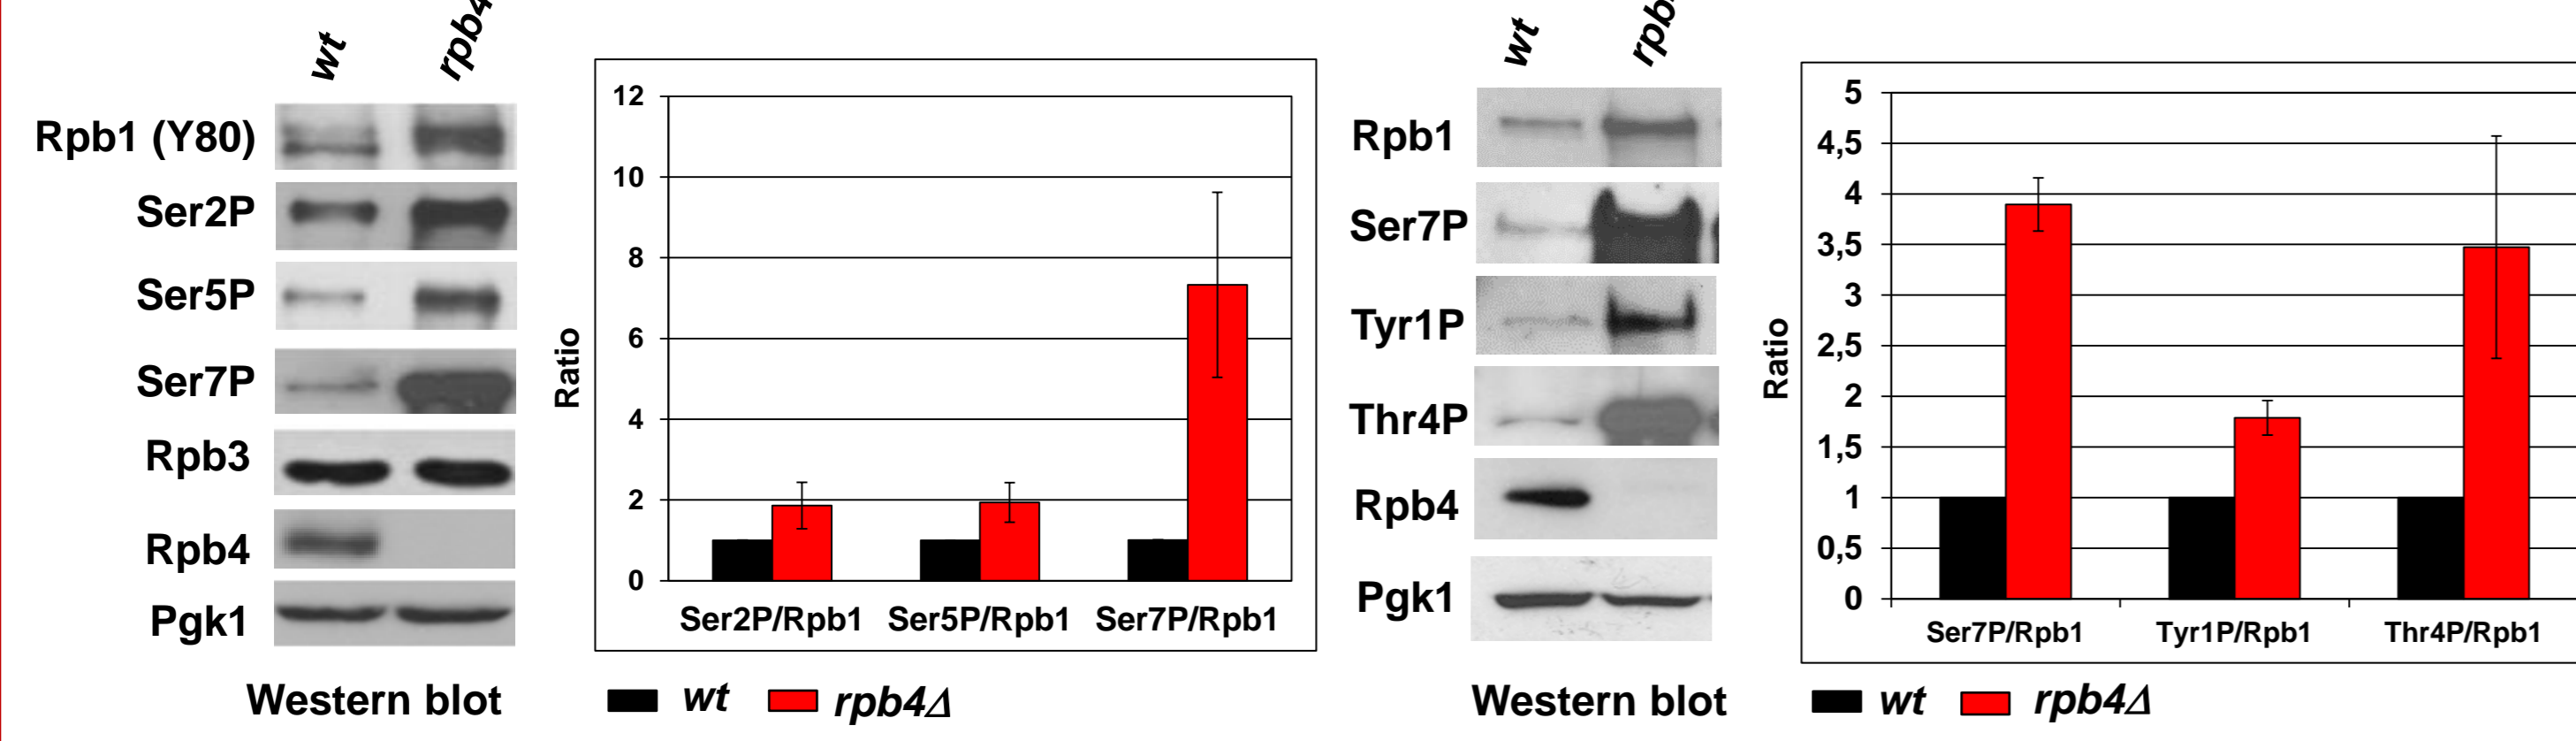 wt rpb4
Rpb1 (Y80)
Ser2P
Ser5P
Ser7P
Rpb3
Rpb4
Pgk1
Western blot
12
10
8
6
4
2
0
Ratio
Ser2P/Rpb1 Ser5P/Rpb1 Ser7P/Rpb1
wt rpb4Δ
wt
Rpb1
Ser7P
Tyr1P
Thr4P
Rpb4
Pgk1
Western blot
5
4,5
4
3,5
3
2,5
2
1,5
1
0,5
0
Ratio
Ser7P/Rpb1 Tyr1P/Rpb1 Thr4P/Rpb1
wt rpb4Δ